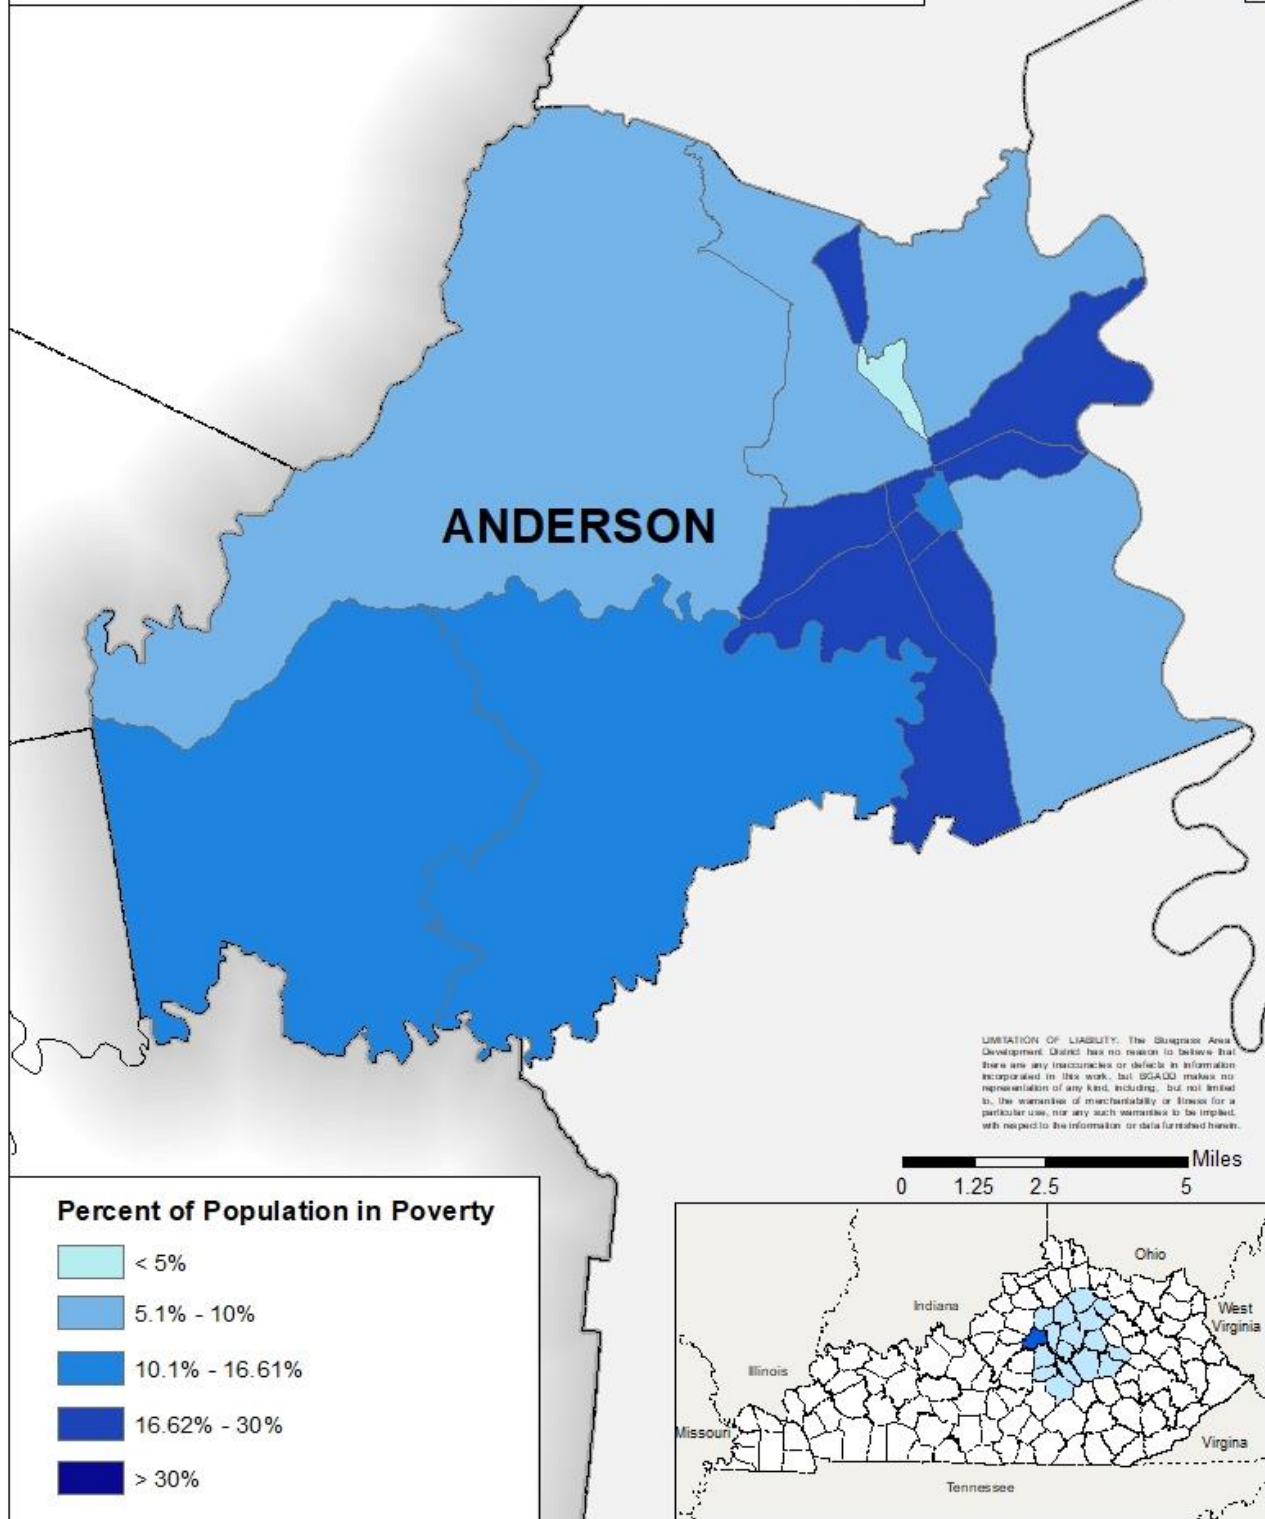 ANDERSON
LIMITATION OF LIABILITY: The Bluegrass Area
Development District has no reason to believe that
there are any inaccuracies or defects in information
incorporated in this work, but BGADD makes no
representation of any kind, including, but not limited
to, the warranties of merchantability or fitness for a
particular use, nor any such warranties to be implied,
with respect to the information or data furnished herein.
Miles
0 1.25 2.5 5
Percent of Population in Poverty
< 5%
5.1% - 10%
10.1% - 16.61%
16.62% - 30%
> 30%
Ohio
Indiana
West
Virginia
Illinois
Missouri
Virgina
Tennessee